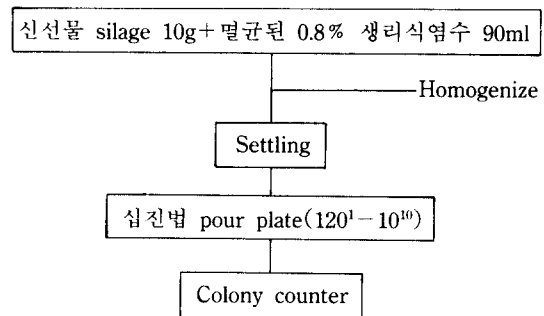 신선물 silage 10g+멸균된 0.8% 생리식염수 90ml
Homogenize
Settling
십진법 pour plate(120¹−10¹⁰)
Colony counter